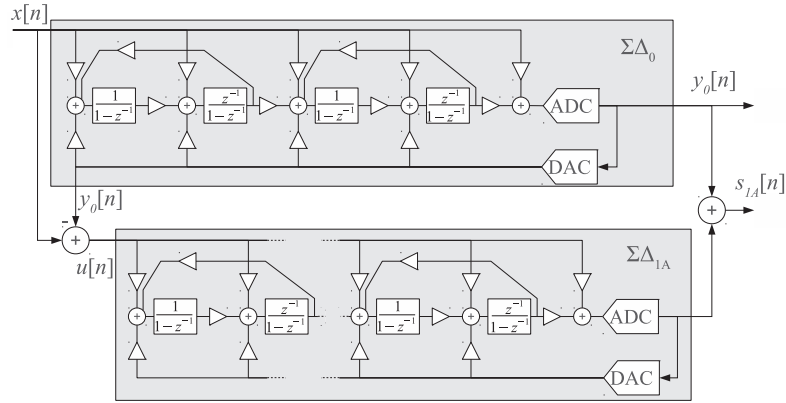 x[n]
ΣΔ₀
y₀[n]
1
1−z⁻¹
z⁻¹
1−z⁻¹
1
1−z⁻¹
z⁻¹
1−z⁻¹
+ + + + +
ADC
DAC
y₀[n]
s₁A[n]
-
+
+
u[n]
ΣΔ₁A
1
1−z⁻¹
z⁻¹
1−z⁻¹
1
1−z⁻¹
z⁻¹
1−z⁻¹
+ + + + +
ADC
DAC